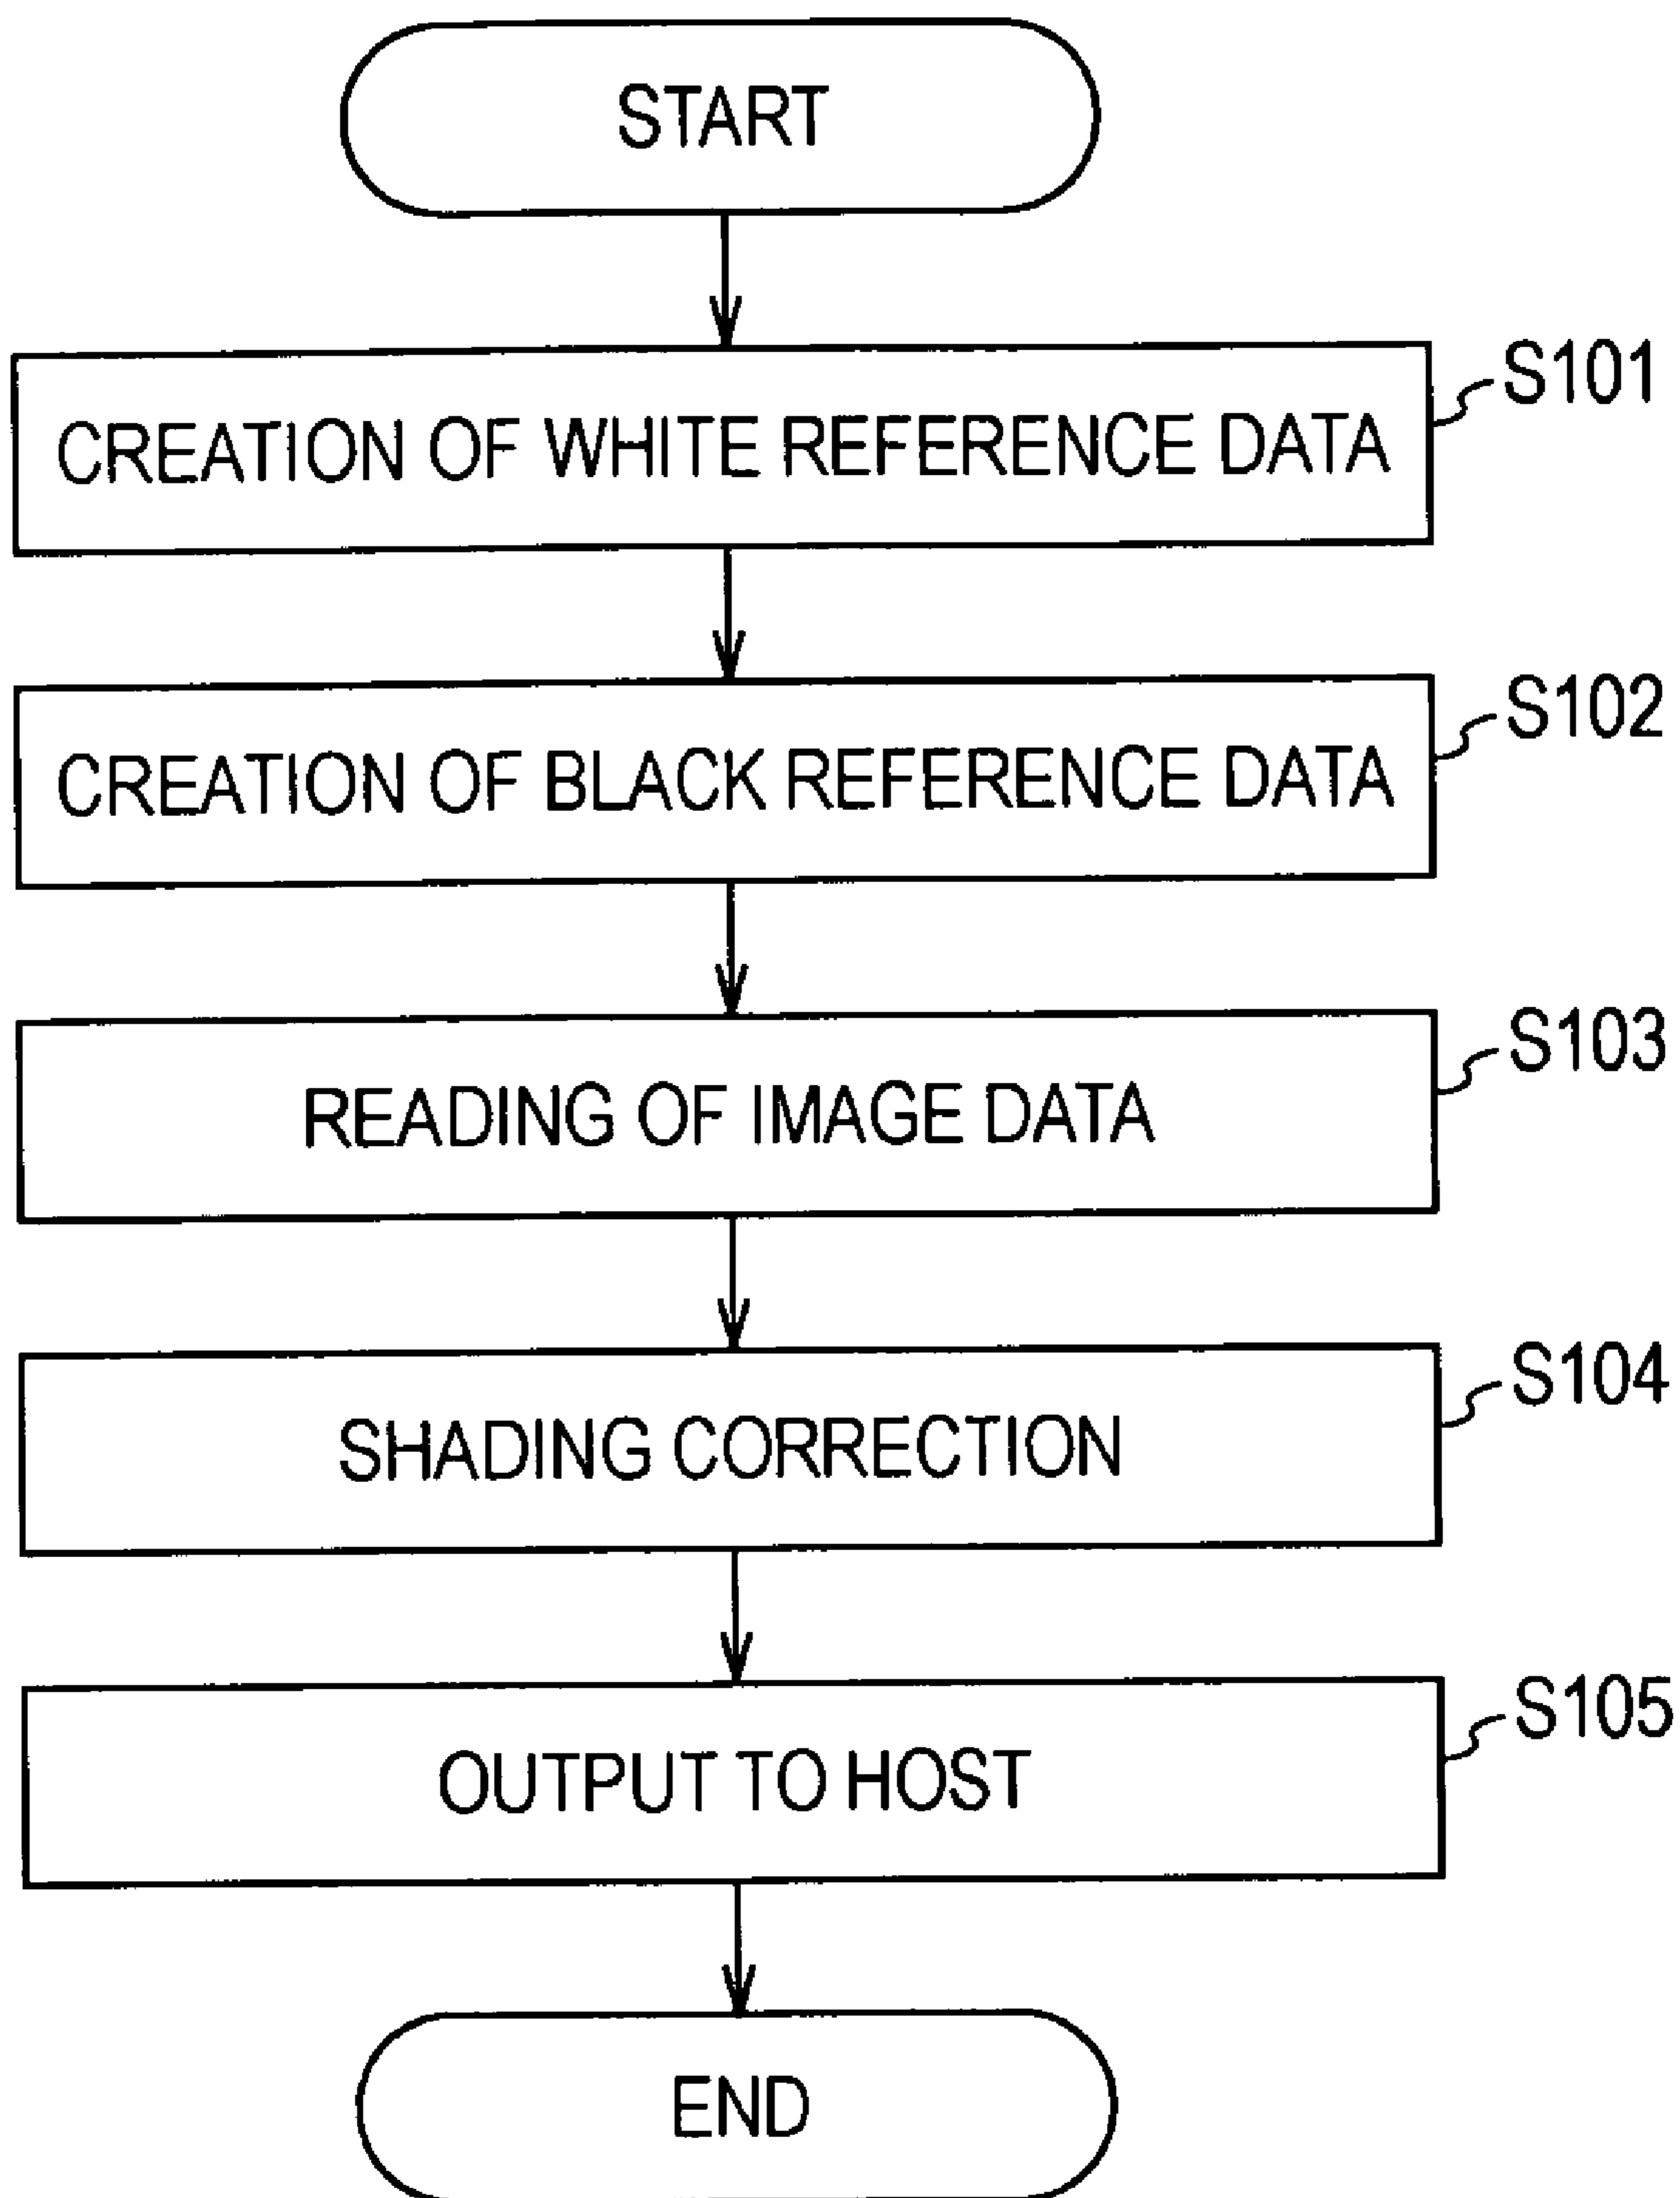 START
CREATION OF WHITE REFERENCE DATA
S101
CREATION OF BLACK REFERENCE DATA
S102
READING OF IMAGE DATA
S103
SHADING CORRECTION
S104
OUTPUT TO HOST
S105
END